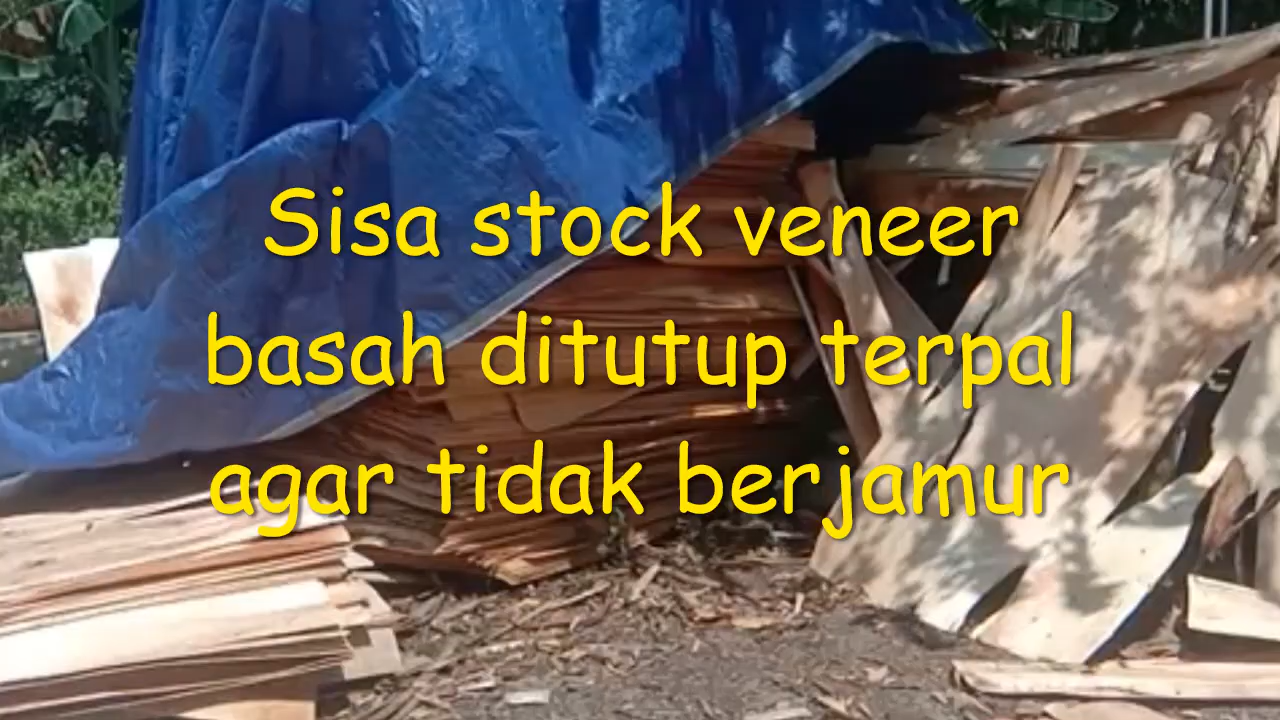 Sisa stock veneer
basah ditutup terpal
agar tidak berjamur